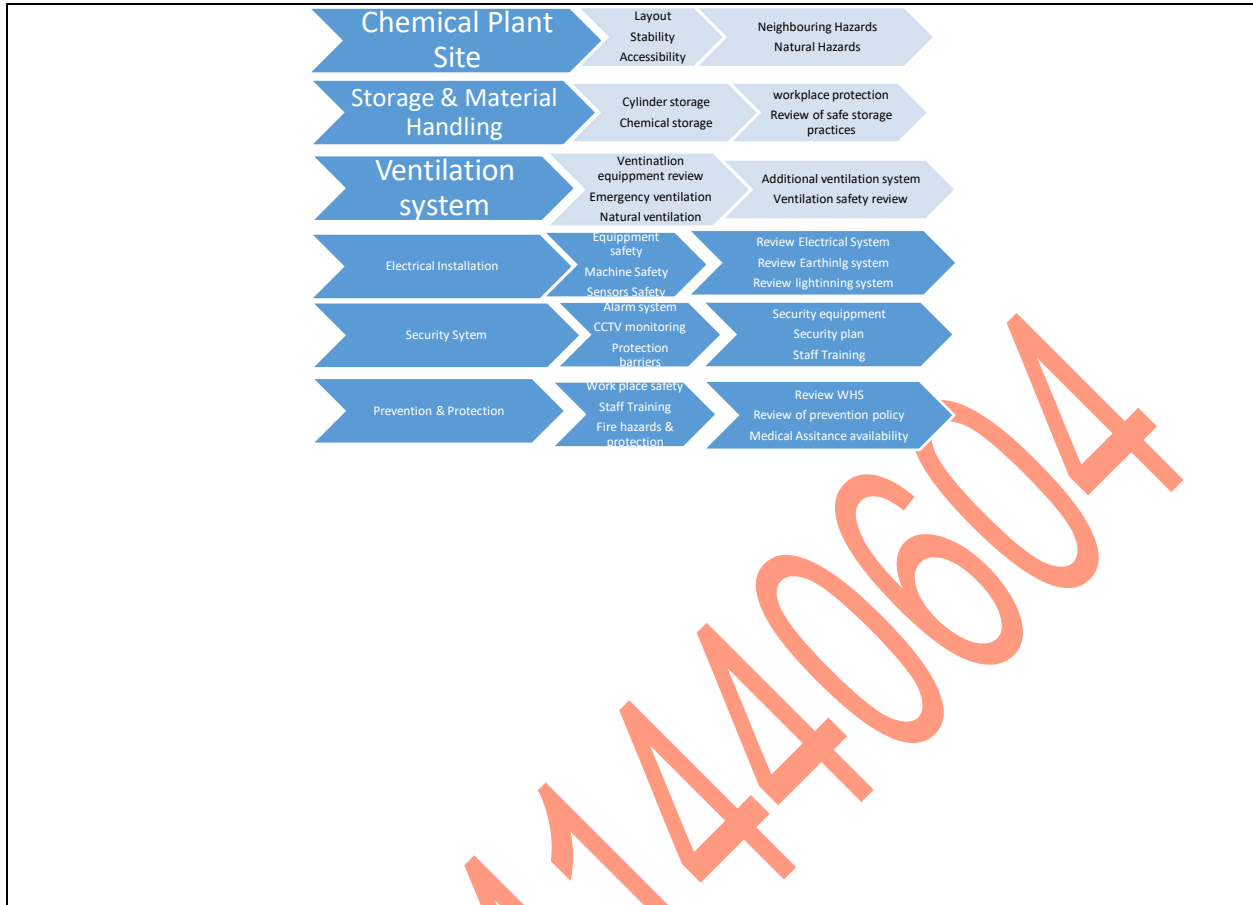 Chemical Plant
Site
Layout
Stability
Accessibility
Neighbouring Hazards
Natural Hazards
Storage & Material
Handling
Cylinder storage
Chemical storage
workplace protection
Review of safe storage
practices
Ventilation
system
Ventinatlion
equippment review
Emergency ventilation
Natural ventilation
Additional ventilation system
Ventilation safety review
Electrical Installation
Equippment
safety
Machine Safety
Sensors Safety
Review Electrical System
Review Earthinlg system
Review lightinning system
Security Sytem
Alarm system
CCTV monitoring
Protection
barriers
Security equippment
Security plan
Staff Training
Prevention & Protection
Work place safety
Staff Training
Fire hazards &
protection
Review WHS
Review of prevention policy
Medical Assitance availability
41440604